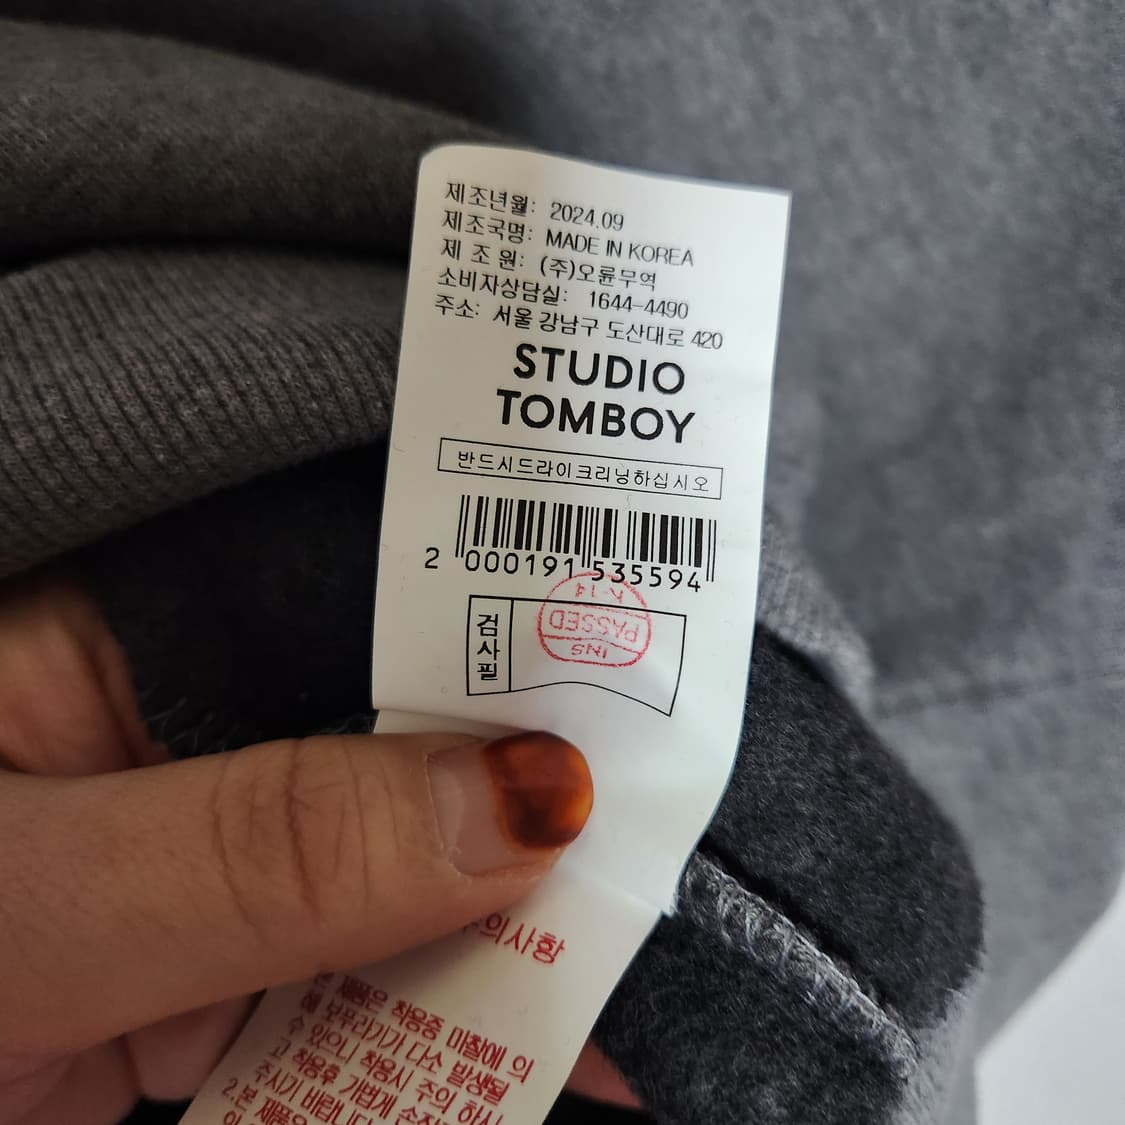 제조년월: 2024.09
제조국명: MADE IN KOREA
제 조 원: (주)오륜무역
소비자상담실: 1644-4490
주소: 서울 강남구 도산대로 420
STUDIO
TOMBOY
반드시드라이크리닝하십시오
2 000191 535594
K-14
PASSED
INS
검사필
의사항
제품은 착용중 마찰에 의
해 보푸라기가 다소 발생될
수 있으니 착용시 주의 하시
고 착용후 가볍게
주시기 바랍니다
2.본 제품은